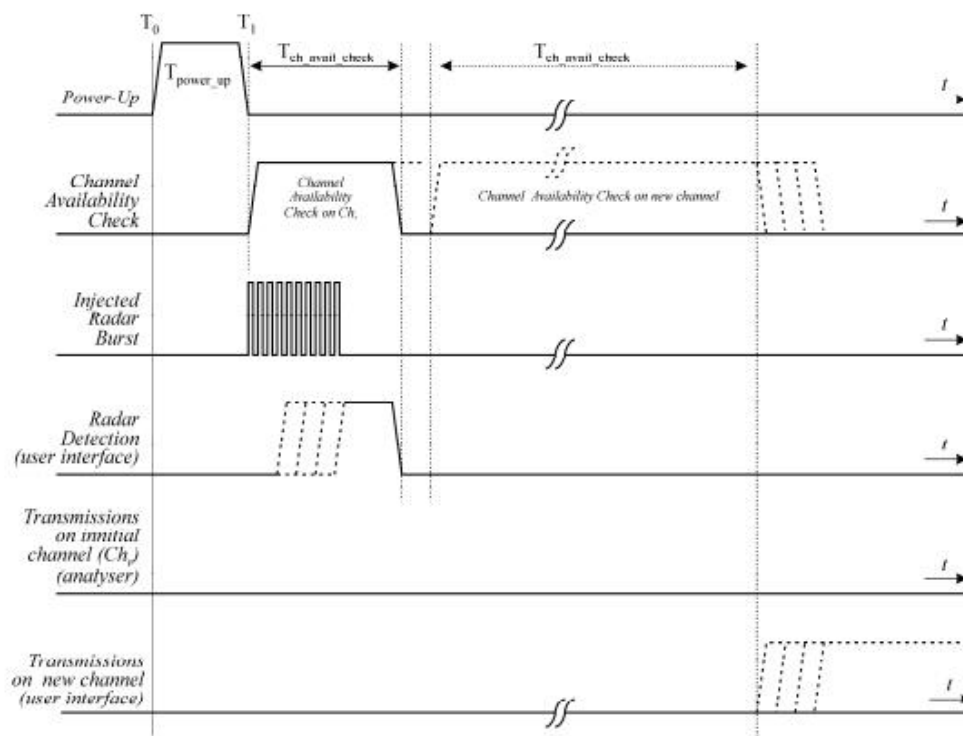 T0 T1
Tch_avail_check
Tch_avail_check
Tpower_up
Power-Up
t
Channel
Availability
Check
Channel
Availability
Check on Chr
Channel Availability Check on new channel
t
Injected
Radar
Burst
t
Radar
Detection
(user interface)
t
Transmissions
on innitial
channel (Chr)
(analyser)
t
Transmissions
on new channel
(user interface)
t